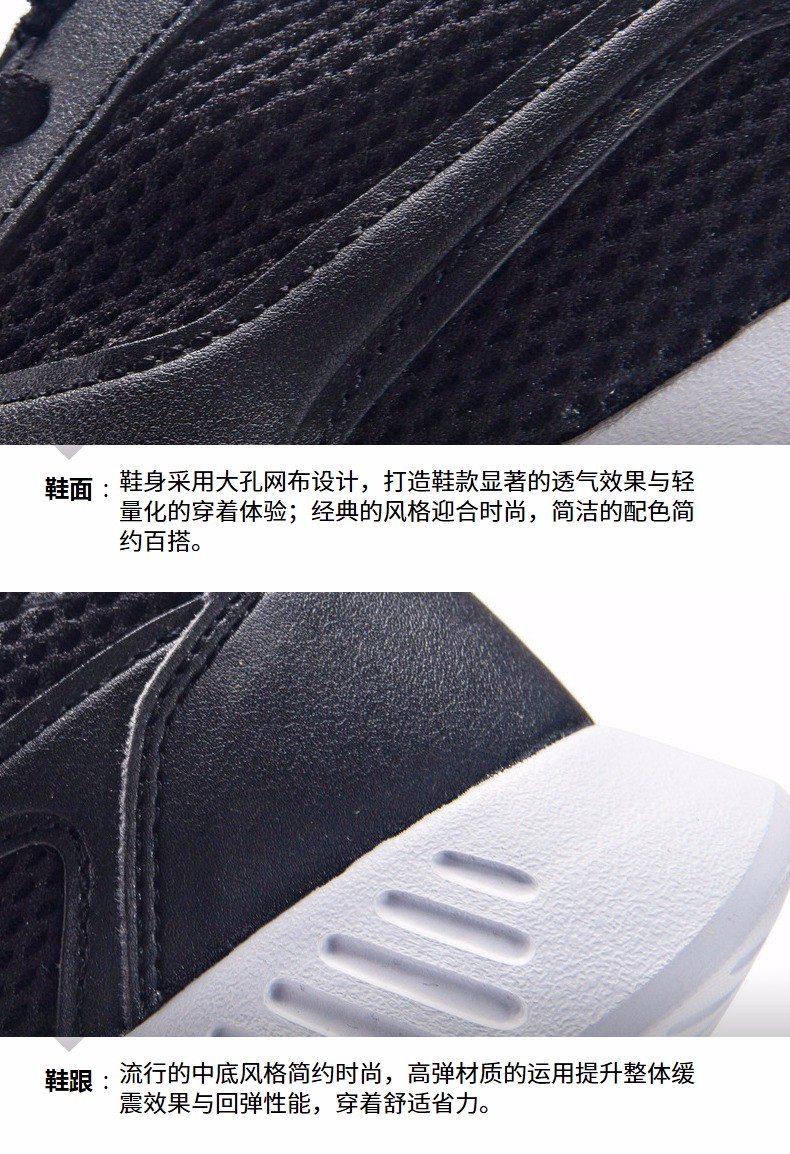 鞋面：鞋身采用大孔网布设计，打造鞋款显著的透气效果与轻
量化的穿着体验；经典的风格迎合时尚，简洁的配色简
约百搭。
鞋跟：流行的中底风格简约时尚，高弹材质的运用提升整体缓
震效果与回弹性能，穿着舒适省力。